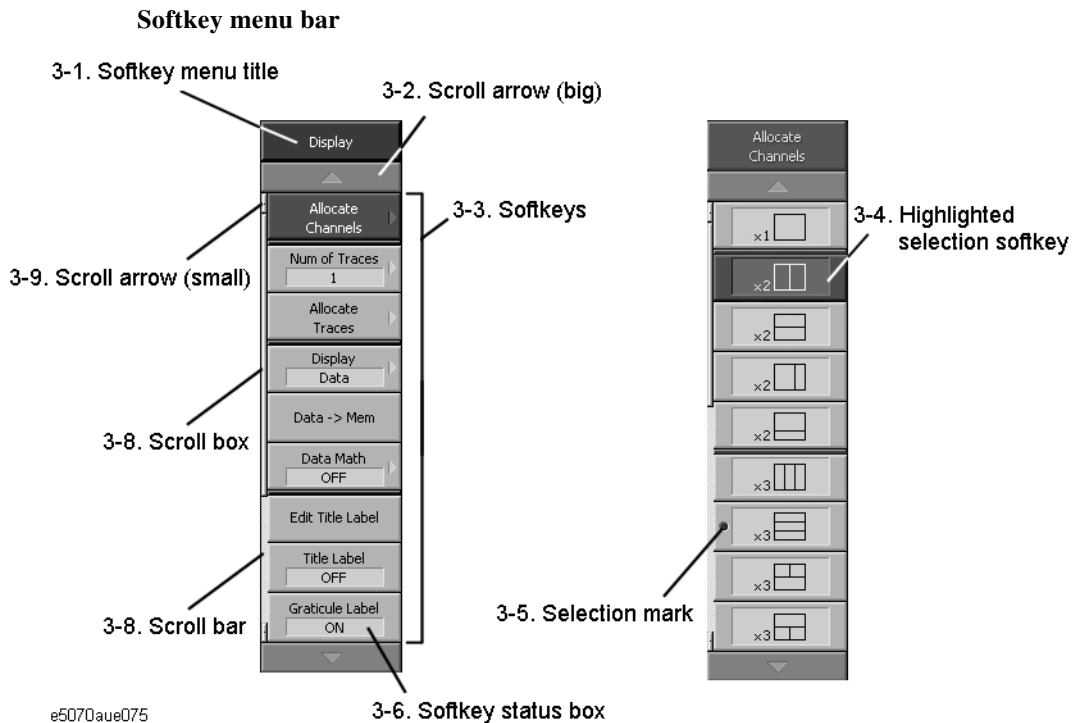 Softkey menu bar
3-1. Softkey menu title
3-2. Scroll arrow (big)
Display
Allocate
Channels
3-3. Softkeys
Num of Traces
1
3-9. Scroll arrow (small)
Allocate
Traces
Display
Data
Data -> Mem
3-8. Scroll box
Data Math
OFF
Edit Title Label
Title Label
OFF
3-8. Scroll bar
Graticule Label
ON
3-6. Softkey status box
Allocate
Channels
×1
3-4. Highlighted
selection softkey
×2
×2
×2
×2
×3
×3
3-5. Selection mark
×3
×3
e5070aue075